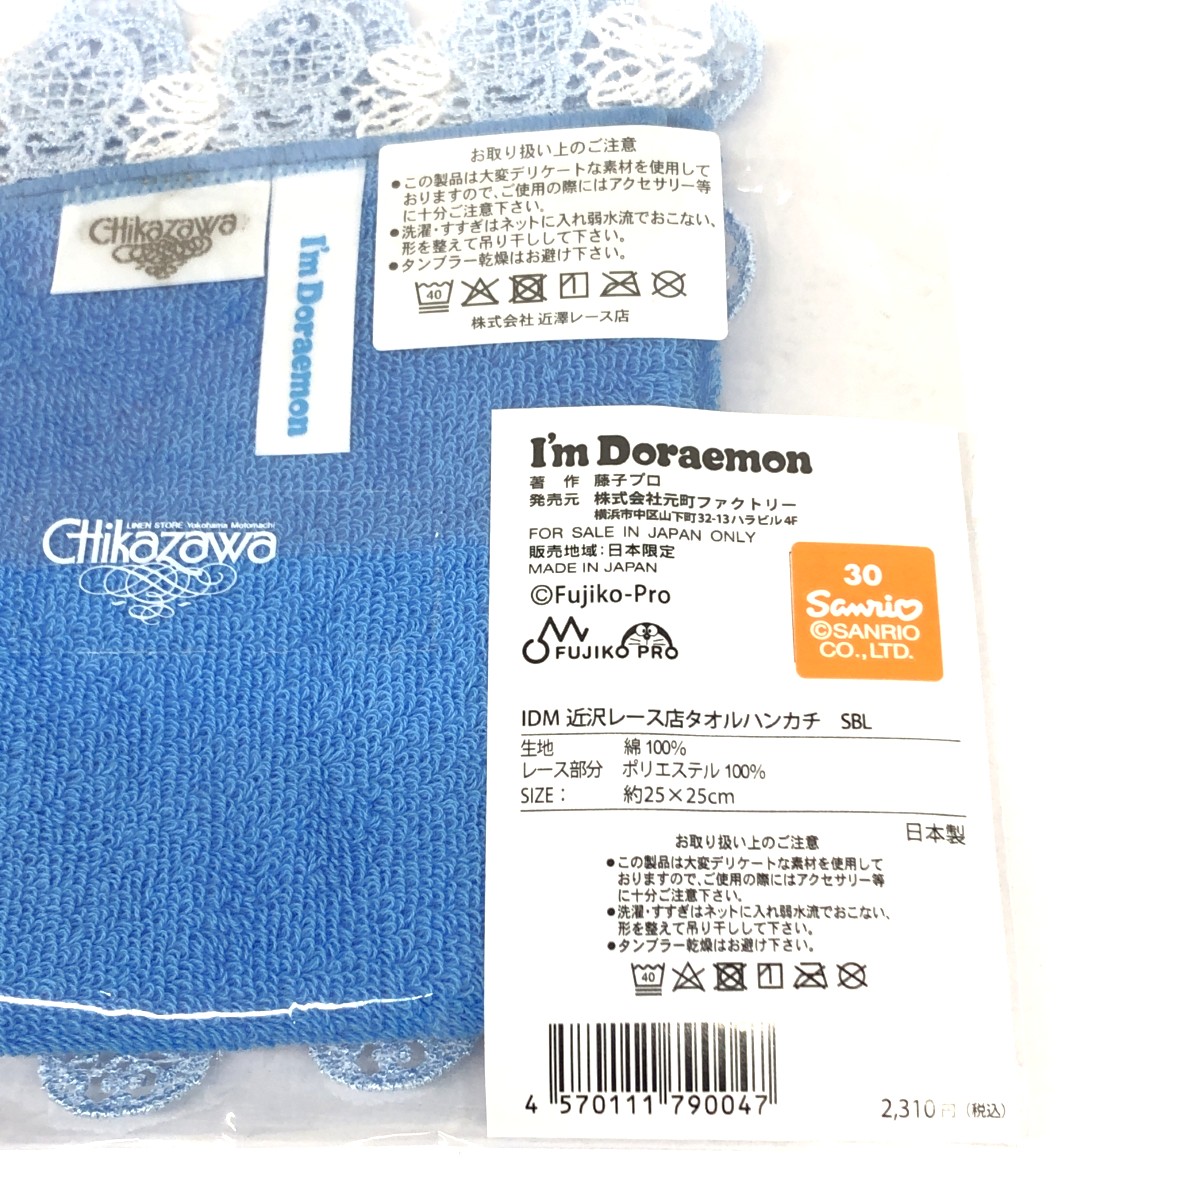 お取り扱い上のご注意
●この製品は大変デリケートな素材を使用して
おりますので、ご使用の際にはアクセサリー等
に十分ご注意下さい。
●洗濯・すすぎはネットに入れ弱水流でおこない、
形を整えて吊り干しして下さい。
●タンブラー乾燥はお避け下さい。
40
株式会社 近澤レース店
Chikazawa
I'm Doraemon
LINEN STORE Yokohama Motomachi
Chikazawa
I'm Doraemon
著 作 藤子プロ
発売元 株式会社元町ファクトリー
横浜市中区山下町32-13ハラビル4F
FOR SALE IN JAPAN ONLY
販売地域:日本限定
MADE IN JAPAN
©Fujiko-Pro
FUJIKO PRO
30
Sanrio
©SANRIO
CO.,LTD.
IDM 近沢レース店タオルハンカチ SBL
生地 綿 100%
レース部分 ポリエステル 100%
SIZE: 約25×25cm
日本製
お取り扱い上のご注意
●この製品は大変デリケートな素材を使用して
おりますので、ご使用の際にはアクセサリー等
に十分ご注意下さい。
●洗濯・すすぎはネットに入れ弱水流でおこない、
形を整えて吊り干しして下さい。
●タンブラー乾燥はお避け下さい。
40
4 570111 790047
2,310円(税込)